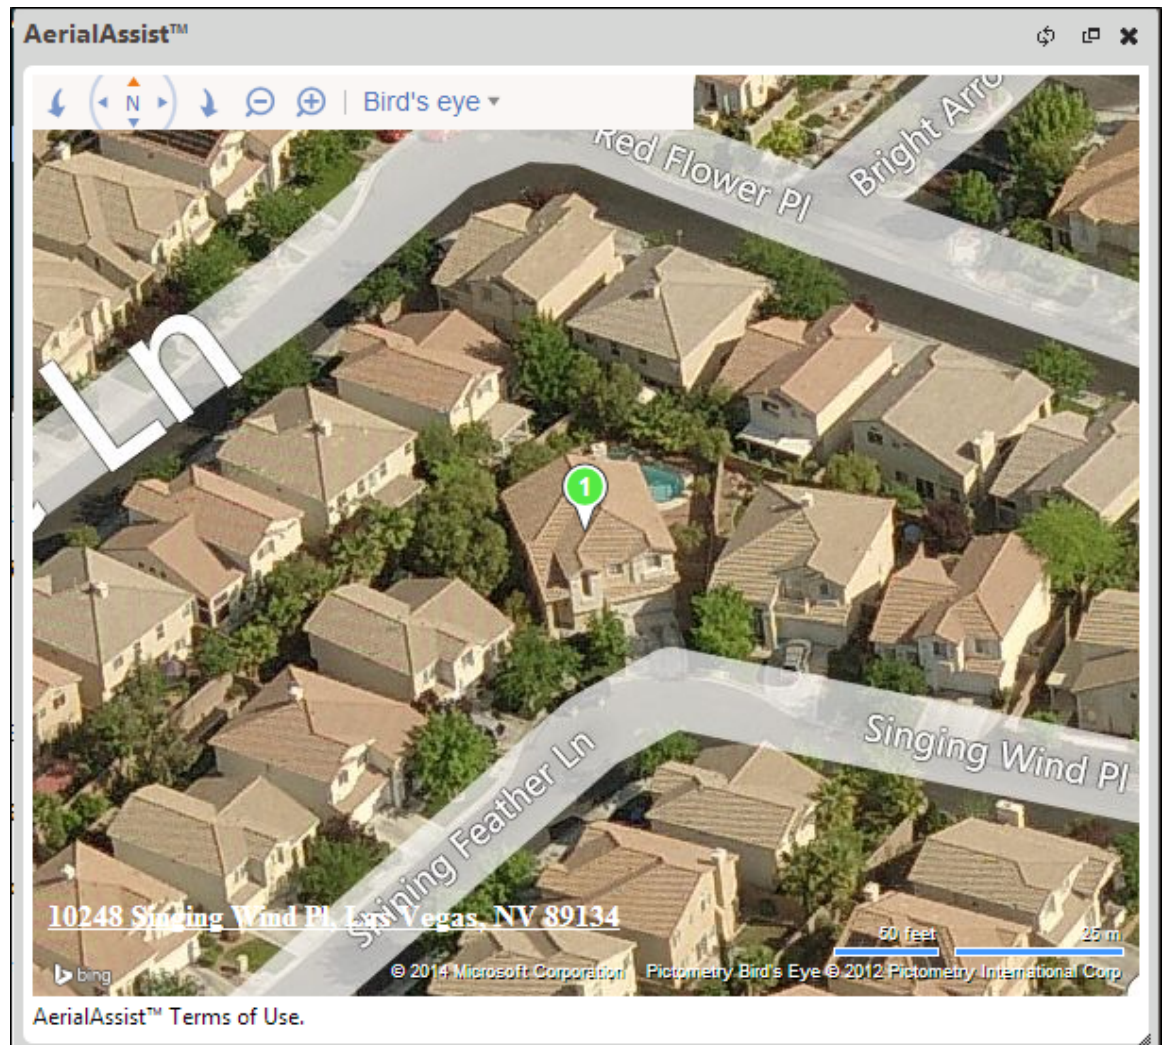 AerialAssist™
N
Bird's eye
Red Flower Pl
Bright Arro
Ln
1
Singing Wind Pl
Shining Feather Ln
10248 Singing Wind Pl, Las Vegas, NV 89134
50 feet 25 m
bing
© 2014 Microsoft Corporation Pictometry Bird's Eye © 2012 Pictometry International Corp
AerialAssist™ Terms of Use.